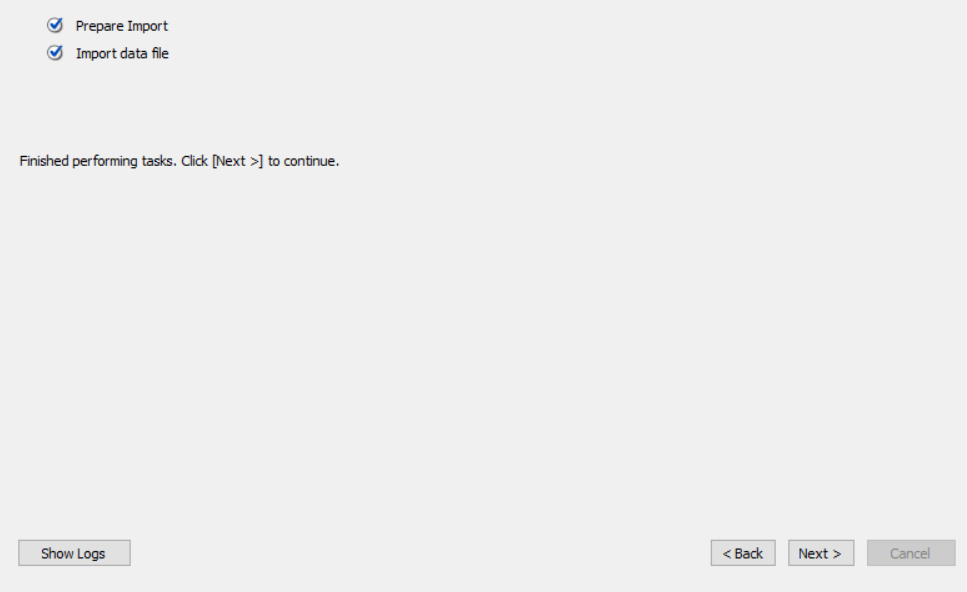 Prepare Import
Import data file
Finished performing tasks. Click [Next >] to continue.
Show Logs
< Back
Next >
Cancel